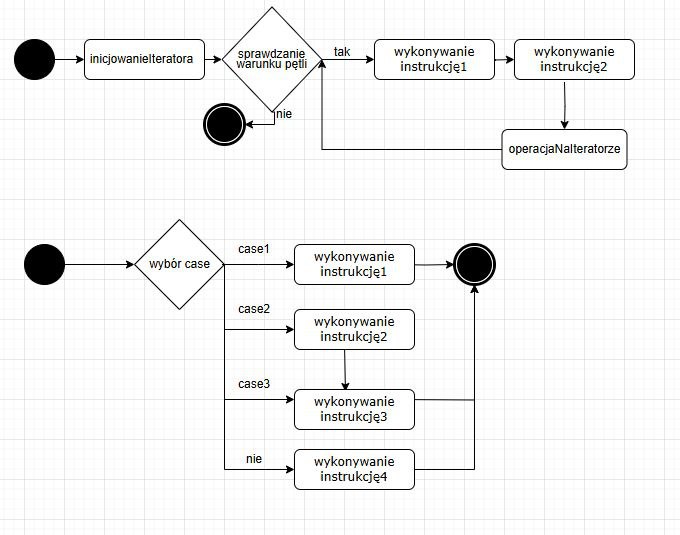 inicjowanieIteratora
sprawdzanie
warunku pętli
tak
wykonywanie
instrukcję1
wykonywanie
instrukcję2
nie
operacjaNaIteratorze
wybór case
case1
wykonywanie
instrukcję1
case2
wykonywanie
instrukcję2
case3
wykonywanie
instrukcję3
nie
wykonywanie
instrukcję4